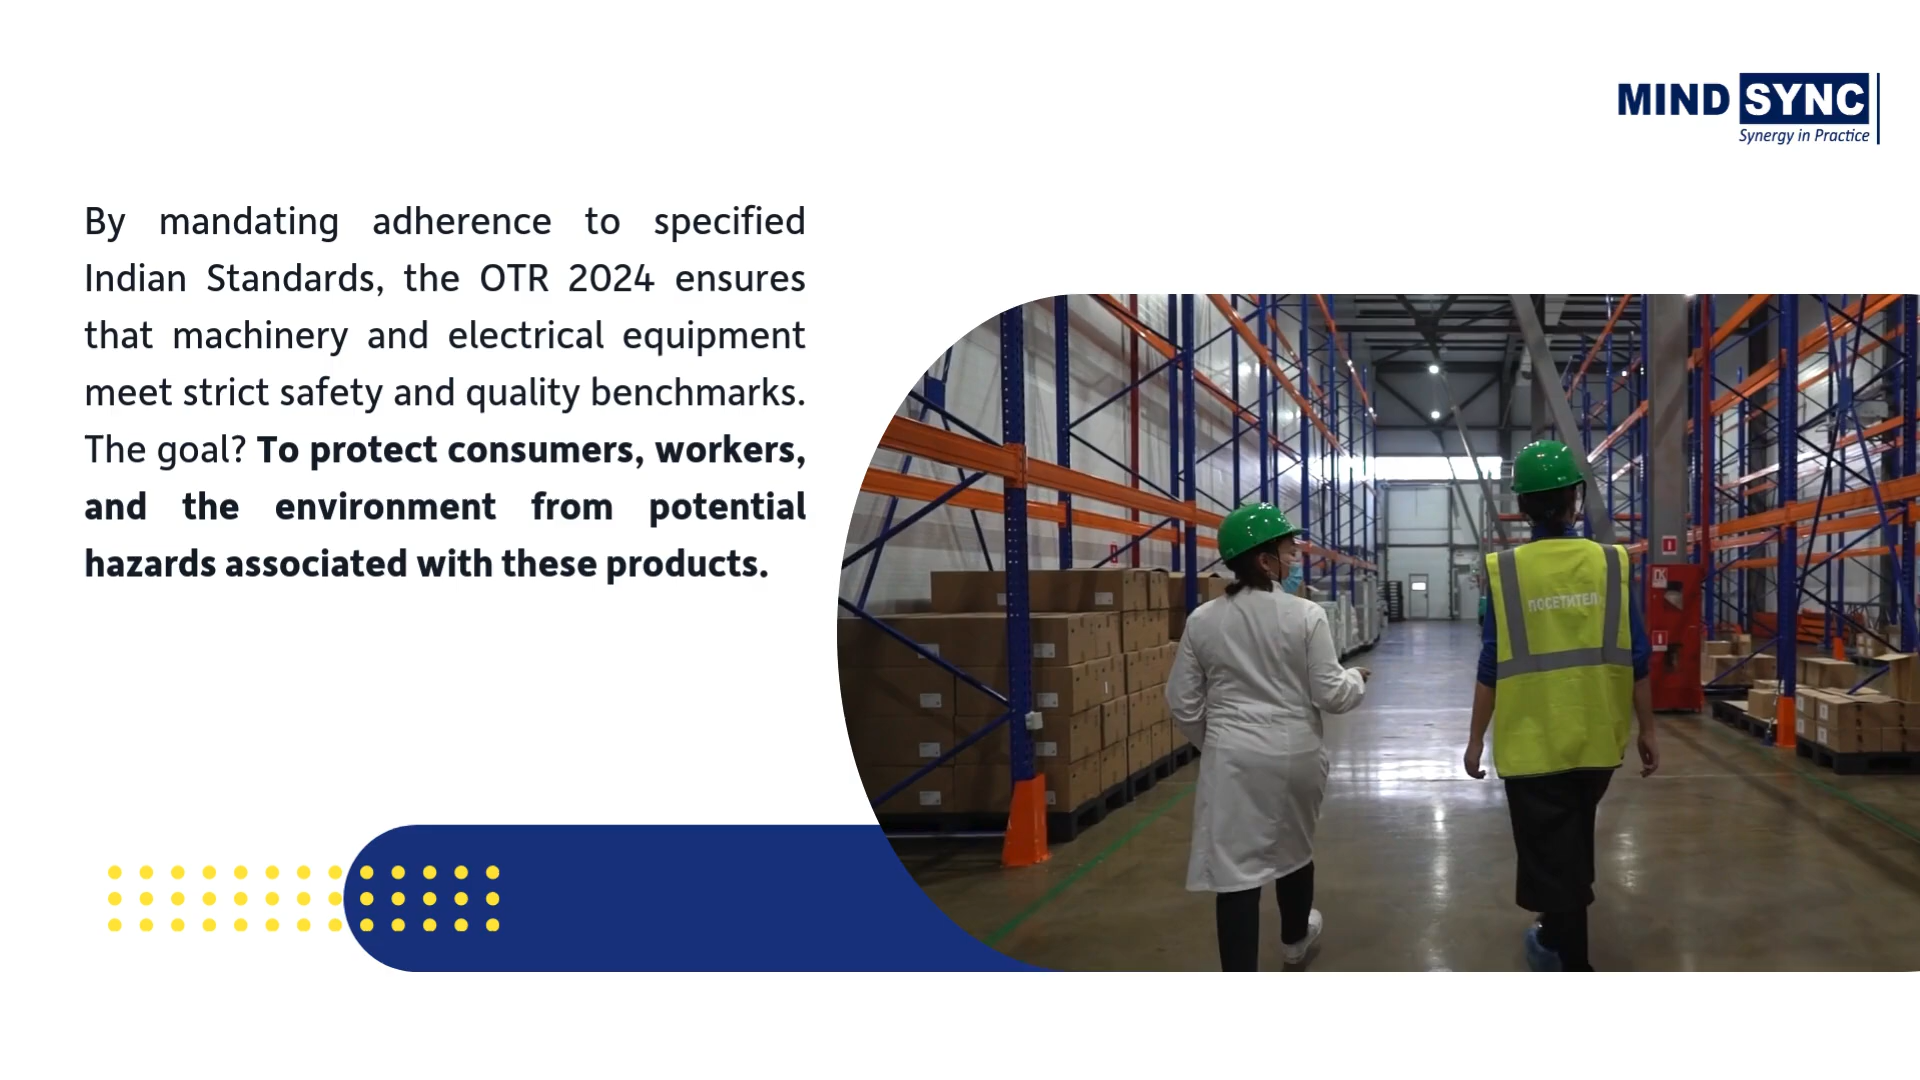 MIND SYNC
Synergy in Practice
By mandating adherence to specified
Indian Standards, the OTR 2024 ensures
that machinery and electrical equipment
meet strict safety and quality benchmarks.
The goal? To protect consumers, workers,
and the environment from potential
hazards associated with these products.
ПОСЕТИТЕЛ